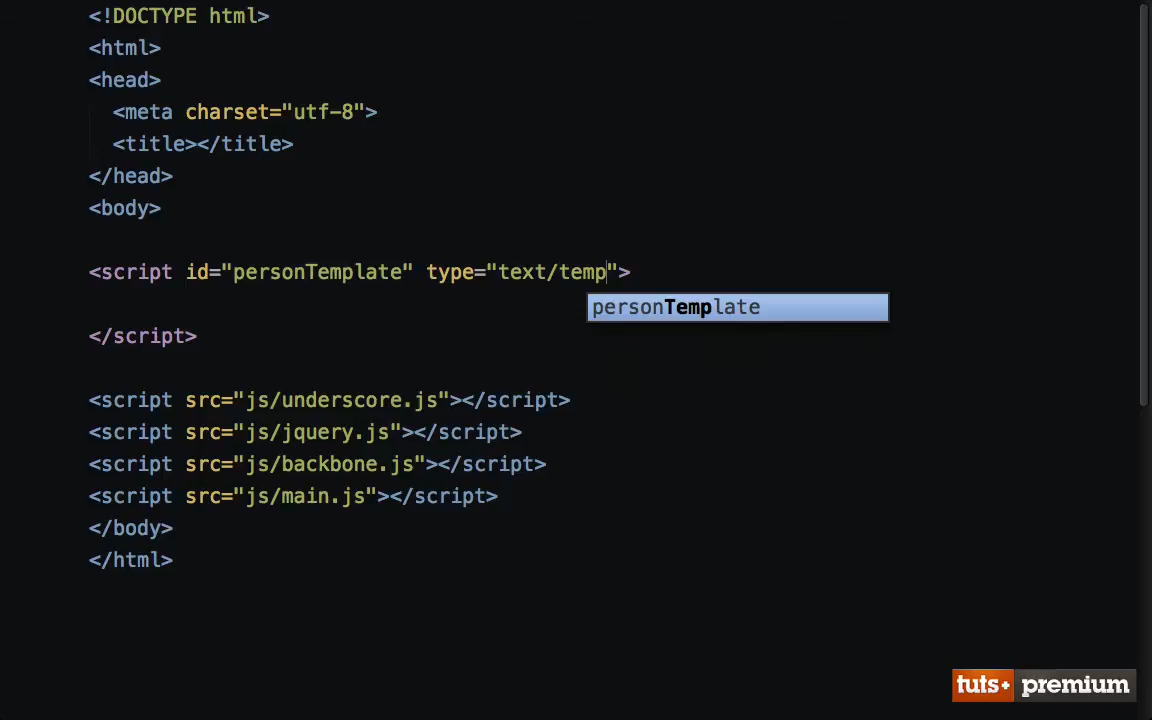 <!DOCTYPE html>
<html>
<head>
<meta charset="utf-8">
<title></title>
</head>
<body>
<script id="personTemplate" type="text/temp">
personTemplate
</script>
<script src="js/underscore.js"></script>
<script src="js/jquery.js"></script>
<script src="js/backbone.js"></script>
<script src="js/main.js"></script>
</body>
</html>
tuts+ premium